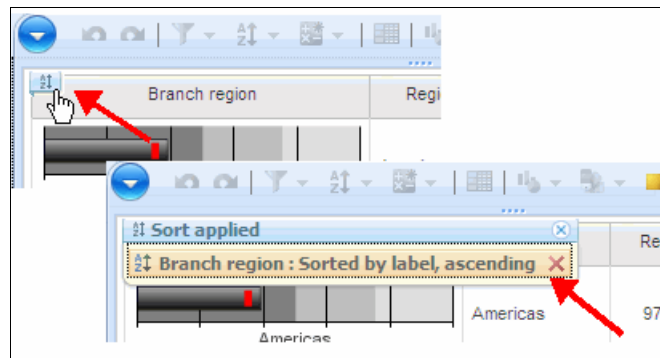 Branch region
Regi
Sort applied
Re
Branch region : Sorted by label, ascending
Americas
97
Americas